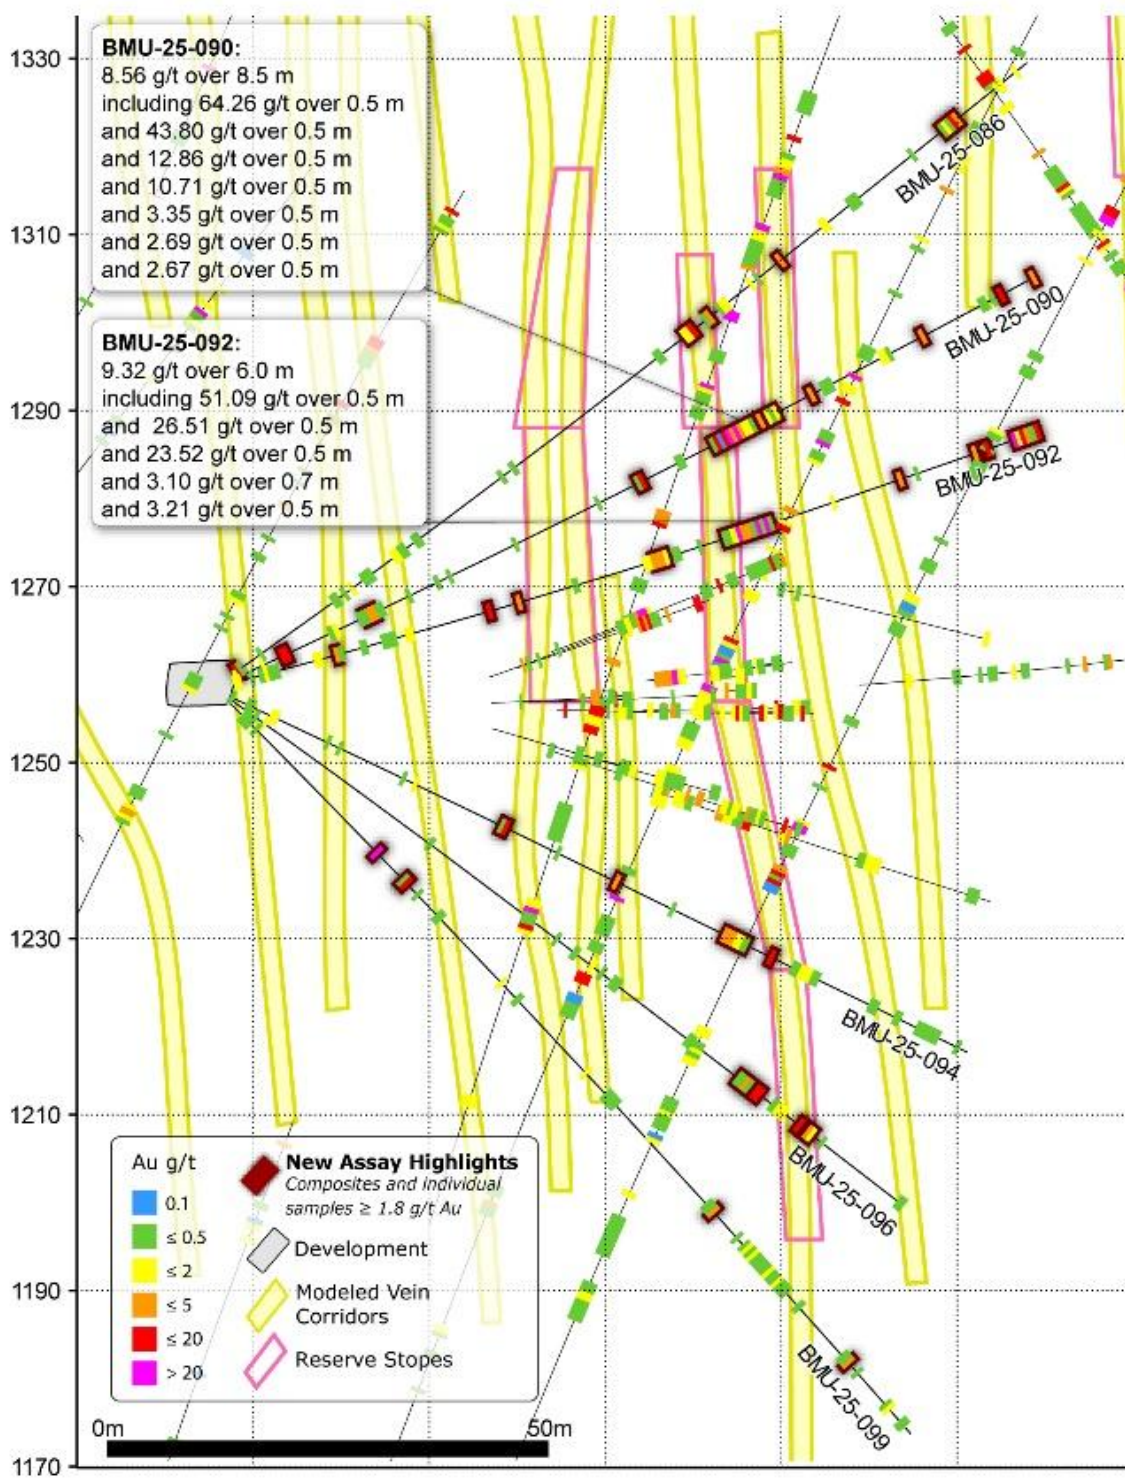 1330
1310
1290
1270
1250
1230
1210
1190
1170
BMU-25-090:
8.56 g/t over 8.5 m
including 64.26 g/t over 0.5 m
and 43.80 g/t over 0.5 m
and 12.86 g/t over 0.5 m
and 10.71 g/t over 0.5 m
and 3.35 g/t over 0.5 m
and 2.69 g/t over 0.5 m
and 2.67 g/t over 0.5 m
BMU-25-092:
9.32 g/t over 6.0 m
including 51.09 g/t over 0.5 m
and 26.51 g/t over 0.5 m
and 23.52 g/t over 0.5 m
and 3.10 g/t over 0.7 m
and 3.21 g/t over 0.5 m
BMU-25-086
BMU-25-090
BMU-25-092
BMU-25-094
BMU-25-096
BMU-25-099
Au g/t
0.1
≤ 0.5
≤ 2
≤ 5
≤ 20
> 20
New Assay Highlights
Composites and individual
samples ≥ 1.8 g/t Au
Development
Modeled Vein
Corridors
Reserve Stopes
0m
50m